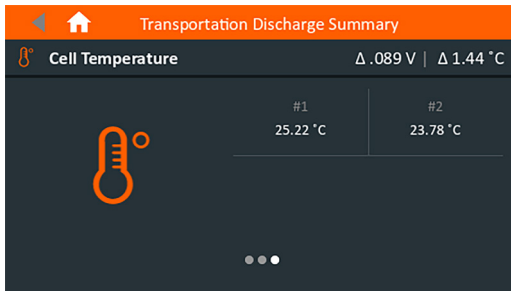 Transportation Discharge Summary
Cell Temperature Δ .089 V | Δ 1.44 °C
#1 #2
25.22 °C 23.78 °C